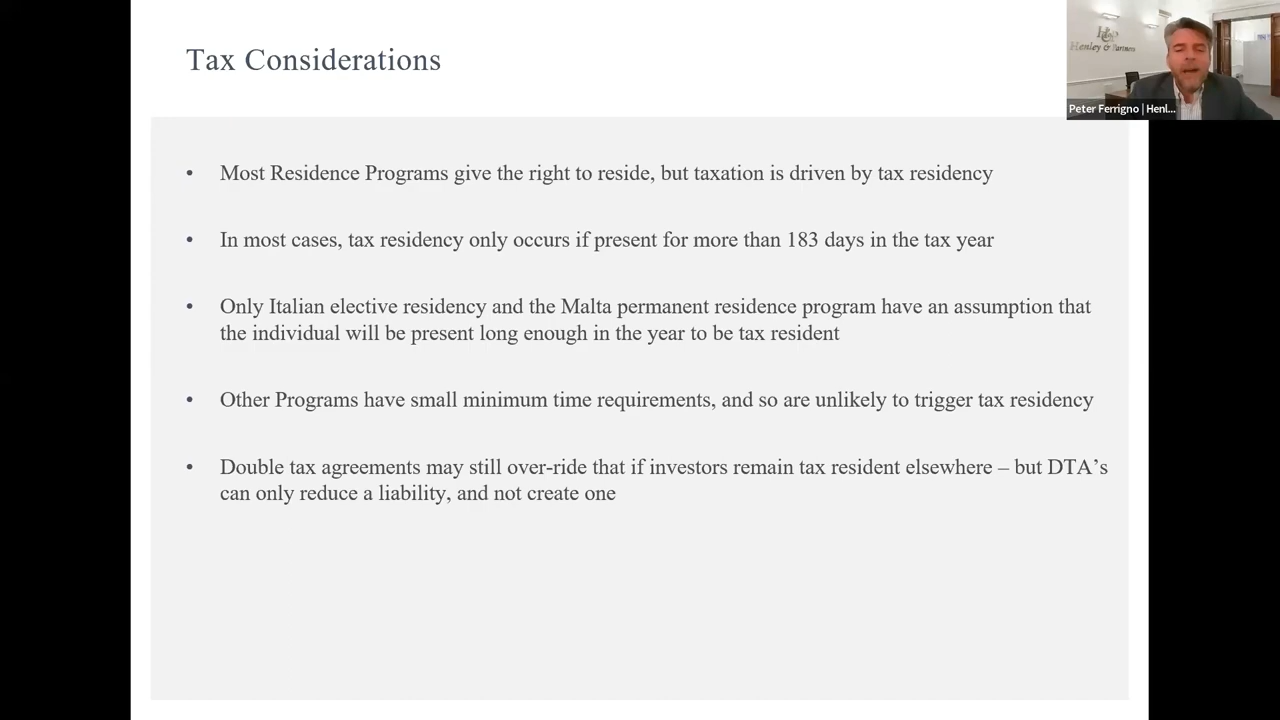 Tax Considerations
Henley & Partners
Peter Ferrigno | Henl...
• Most Residence Programs give the right to reside, but taxation is driven by tax residency
• In most cases, tax residency only occurs if present for more than 183 days in the tax year
• Only Italian elective residency and the Malta permanent residence program have an assumption that
the individual will be present long enough in the year to be tax resident
• Other Programs have small minimum time requirements, and so are unlikely to trigger tax residency
• Double tax agreements may still over-ride that if investors remain tax resident elsewhere – but DTA’s
can only reduce a liability, and not create one